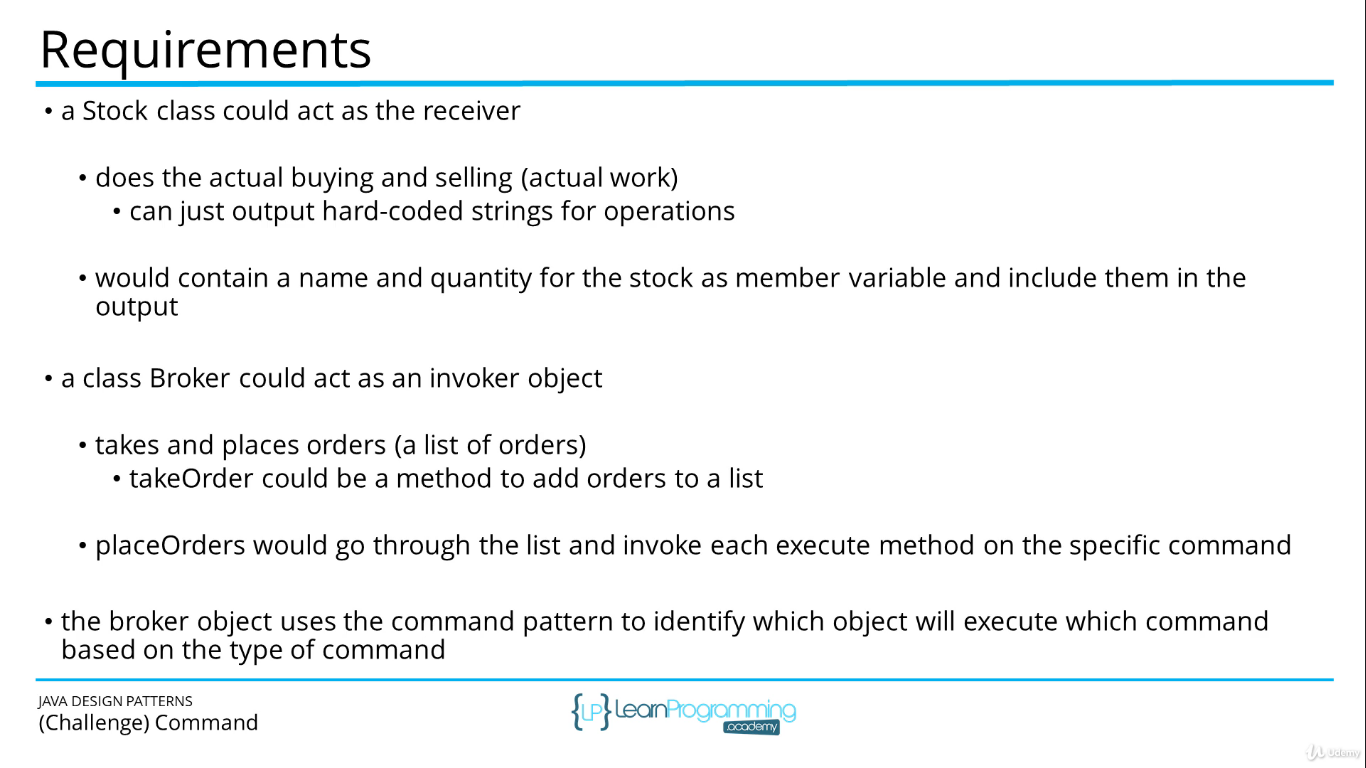 Requirements
• a Stock class could act as the receiver
• does the actual buying and selling (actual work)
• can just output hard-coded strings for operations
• would contain a name and quantity for the stock as member variable and include them in the
output
• a class Broker could act as an invoker object
• takes and places orders (a list of orders)
• takeOrder could be a method to add orders to a list
• placeOrders would go through the list and invoke each execute method on the specific command
• the broker object uses the command pattern to identify which object will execute which command
based on the type of command
JAVA DESIGN PATTERNS
(Challenge) Command
{LP} LearnProgramming
.academy
Udemy